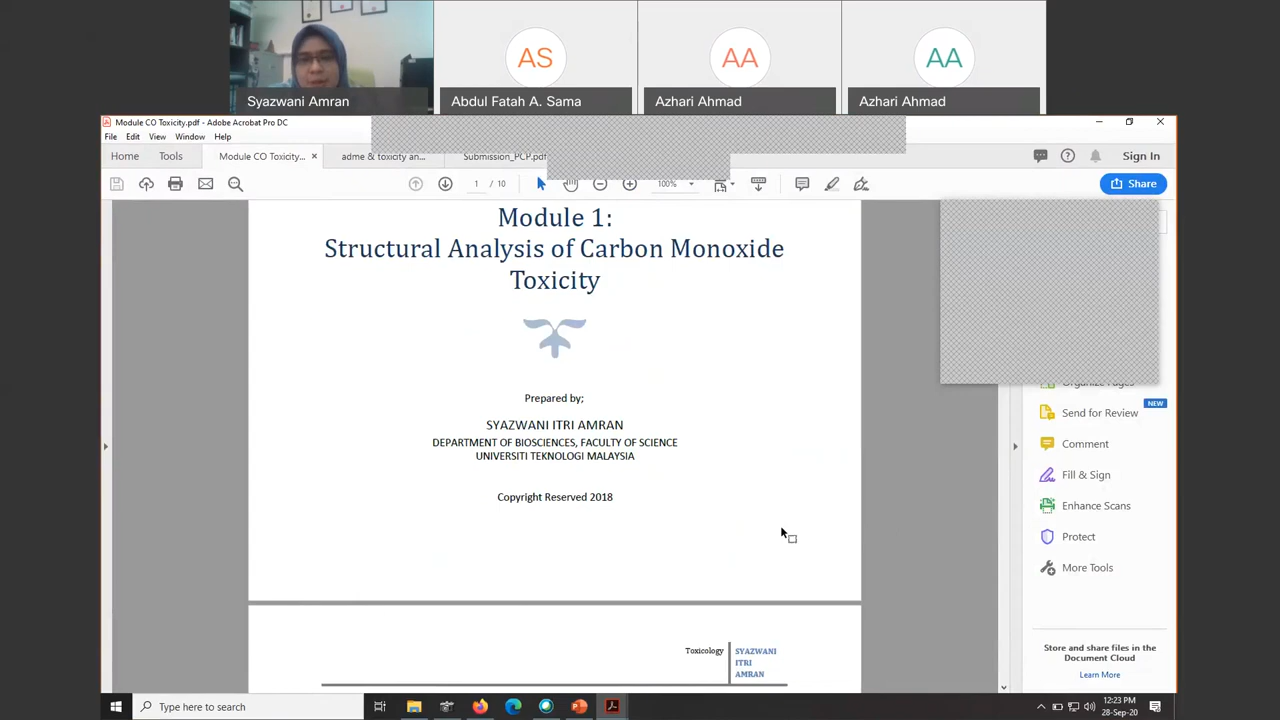 AS
AA
AA
Syazwani Amran
Abdul Fatah A. Sama
Azhari Ahmad
Azhari Ahmad
Module CO Toxicity.pdf - Adobe Acrobat Pro DC
File Edit View Window Help
Home Tools Module CO Toxicity... × adme & toxicity an... Submission_PCP.pdf Sign In
1 / 10 100% Share
Module 1:
Structural Analysis of Carbon Monoxide
Toxicity
Prepared by;
SYAZWANI ITRI AMRAN
DEPARTMENT OF BIOSCIENCES, FACULTY OF SCIENCE
UNIVERSITI TEKNOLOGI MALAYSIA
Copyright Reserved 2018
Toxicology
SYAZWANI
ITRI
AMRAN
Organize Pages
Send for Review
NEW
Comment
Fill & Sign
Enhance Scans
Protect
More Tools
Store and share files in the
Document Cloud
Learn More
Type here to search
12:23 PM
28-Sep-20